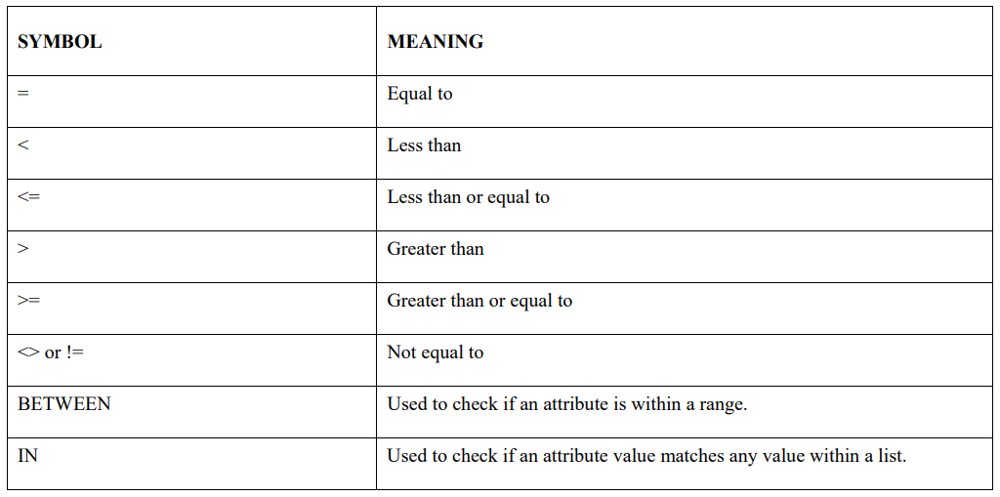 SYMBOL MEANING
= Equal to
< Less than
<= Less than or equal to
> Greater than
>= Greater than or equal to
<> or != Not equal to
BETWEEN Used to check if an attribute is within a range.
IN Used to check if an attribute value matches any value within a list.